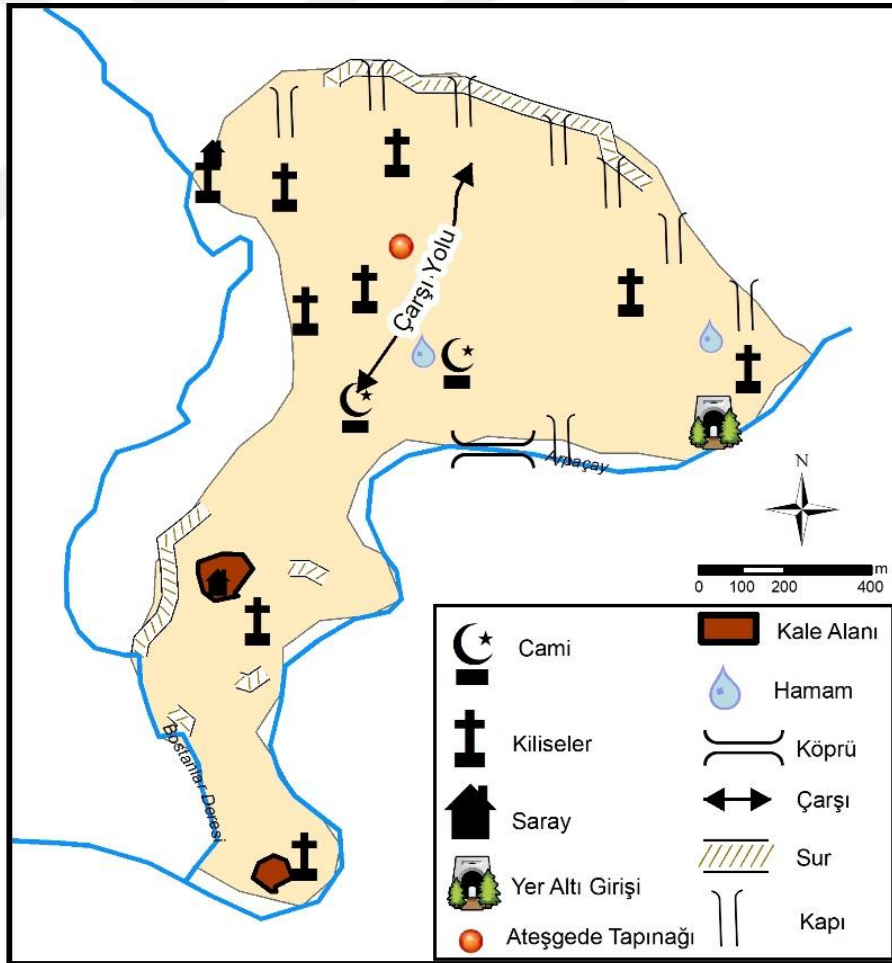 Çarşı Yolu
Arpaçay
N
m
0 100 200 400
Bostanlar Deresi
Cami
Kiliseler
Saray
Yer Altı Girişi
Ateşgede Tapınağı
Kale Alanı
Hamam
Köprü
Çarşı
Sur
Kapı